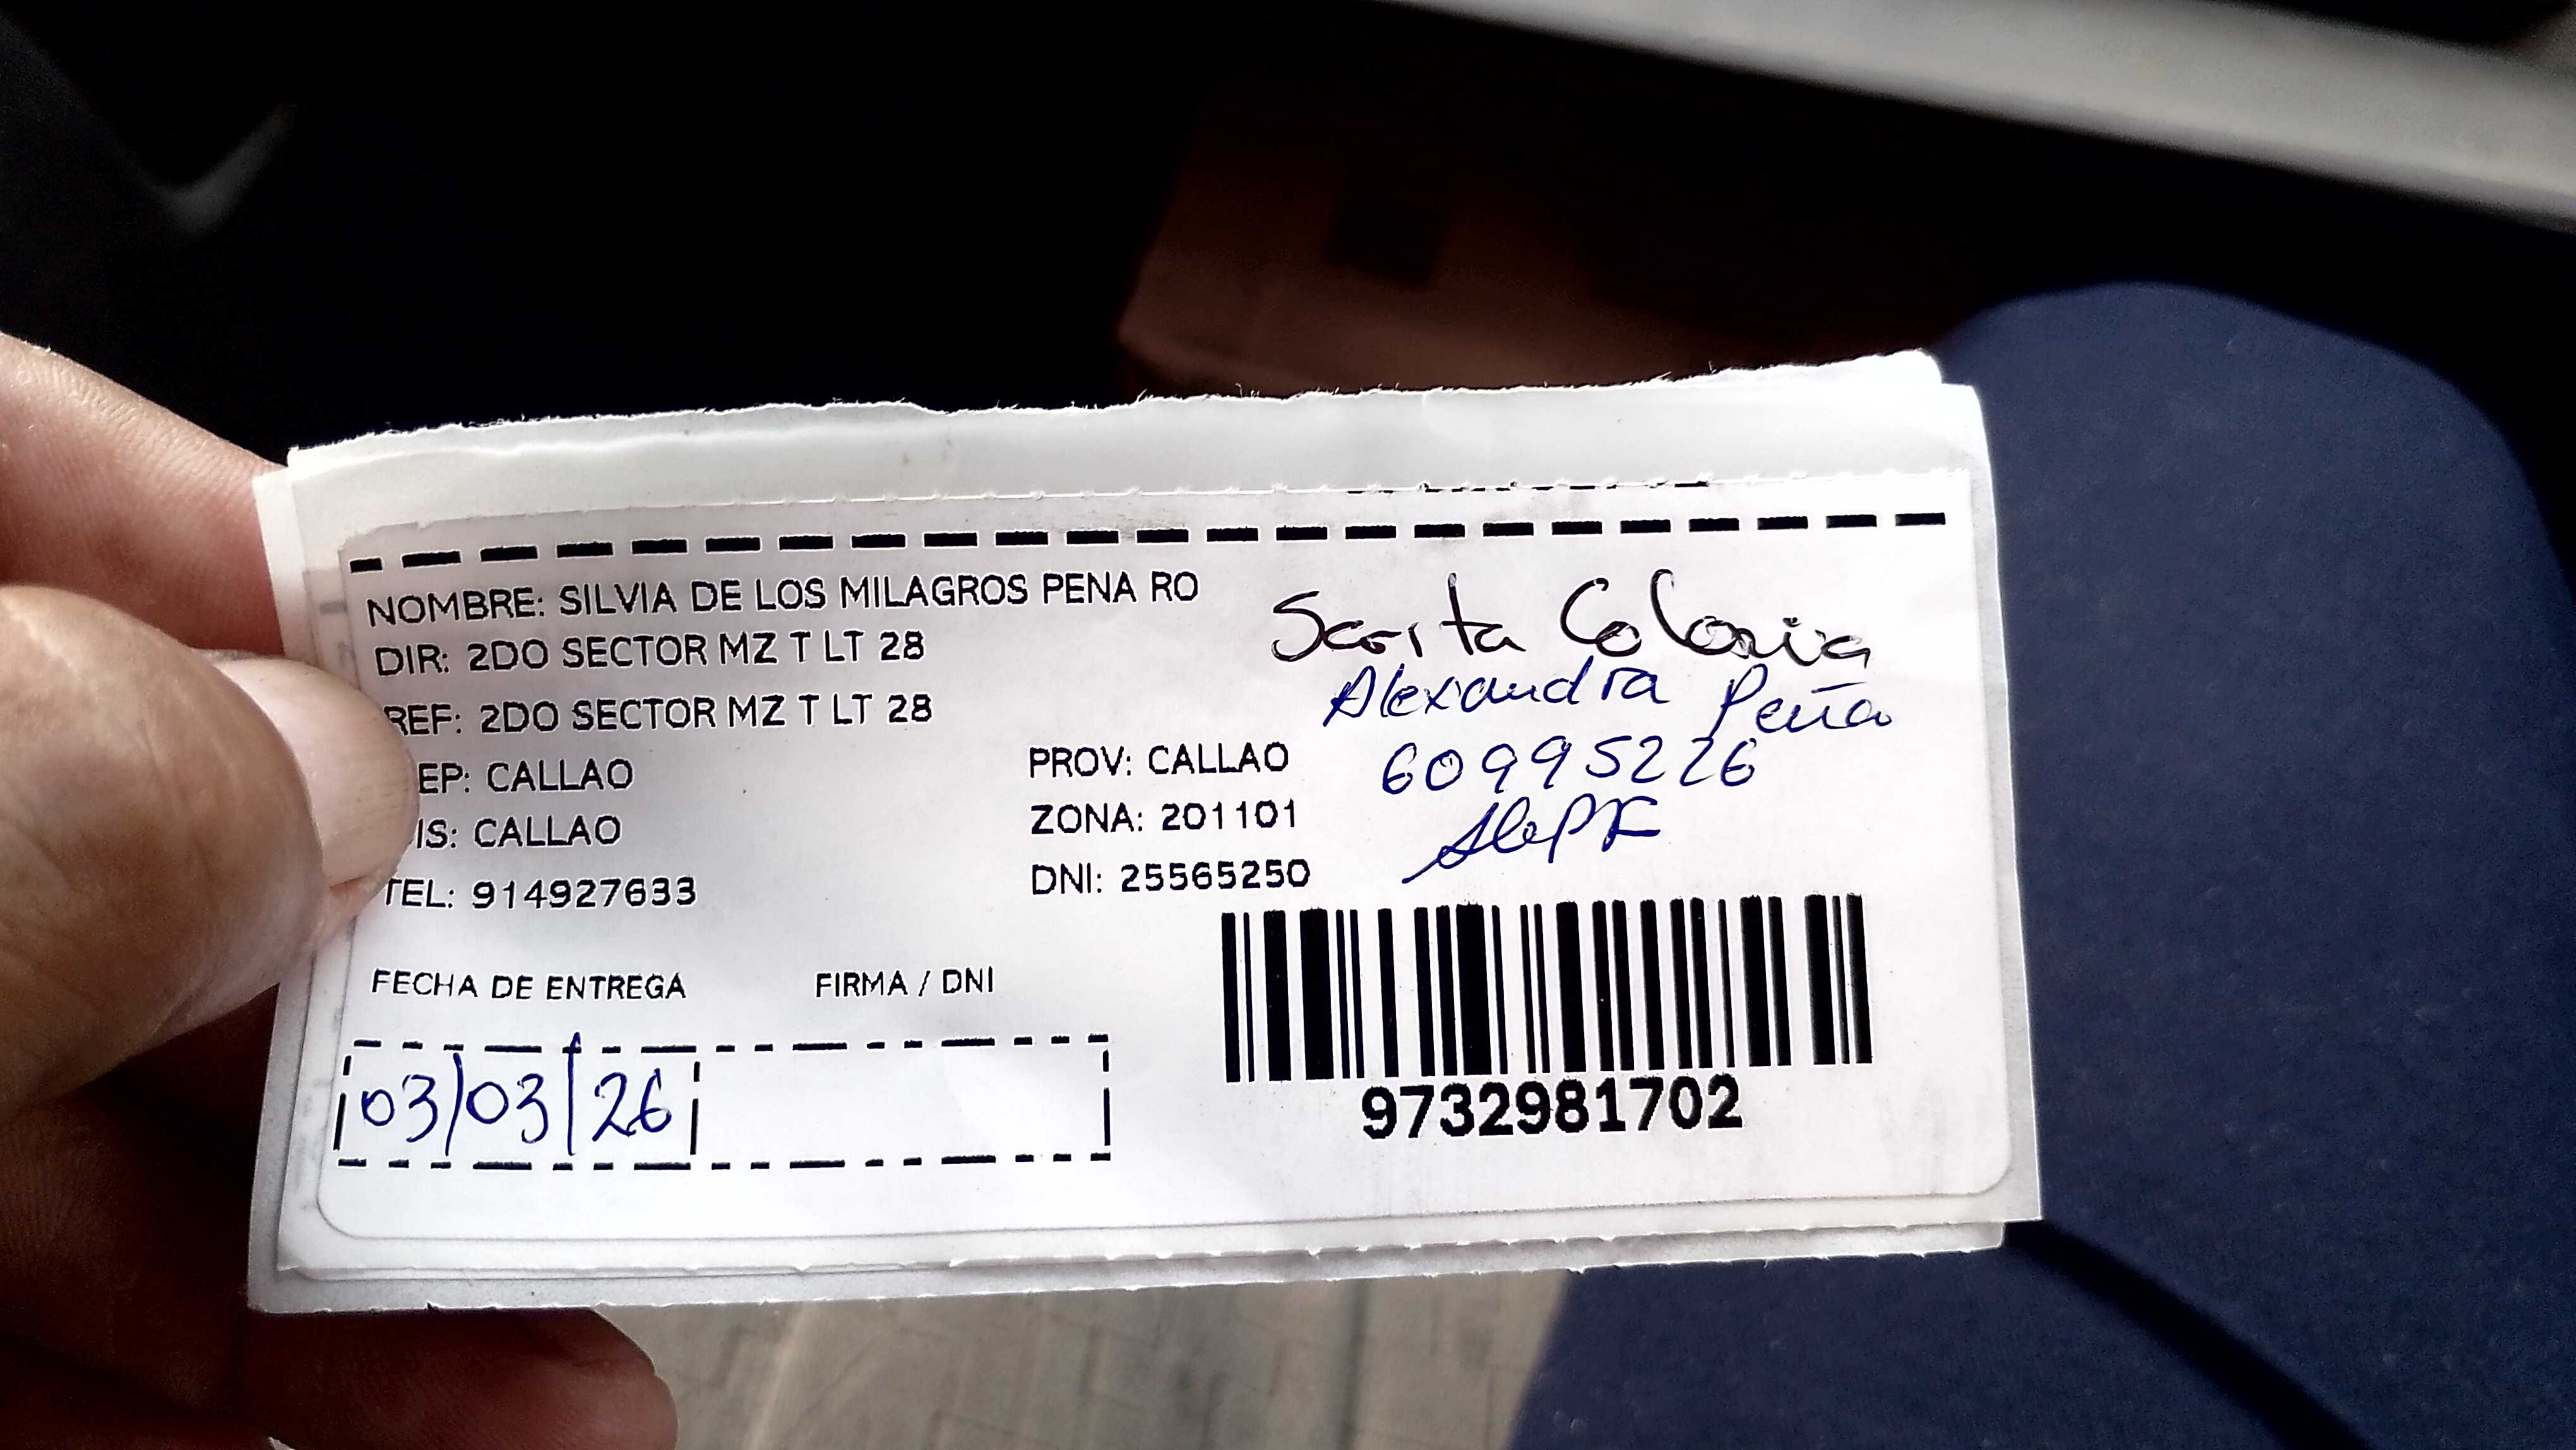 NOMBRE: SILVIA DE LOS MILAGROS PENA RO
DIR: 2DO SECTOR MZ T LT 28
REF: 2DO SECTOR MZ T LT 28
EP: CALLAO
IS: CALLAO
TEL: 914927633
Sarita Colonia
Alexandra Peña
60995226
PROV: CALLAO
ZONA: 201101
DNI: 25565250
FECHA DE ENTREGA FIRMA / DNI
03/03/26
9732981702